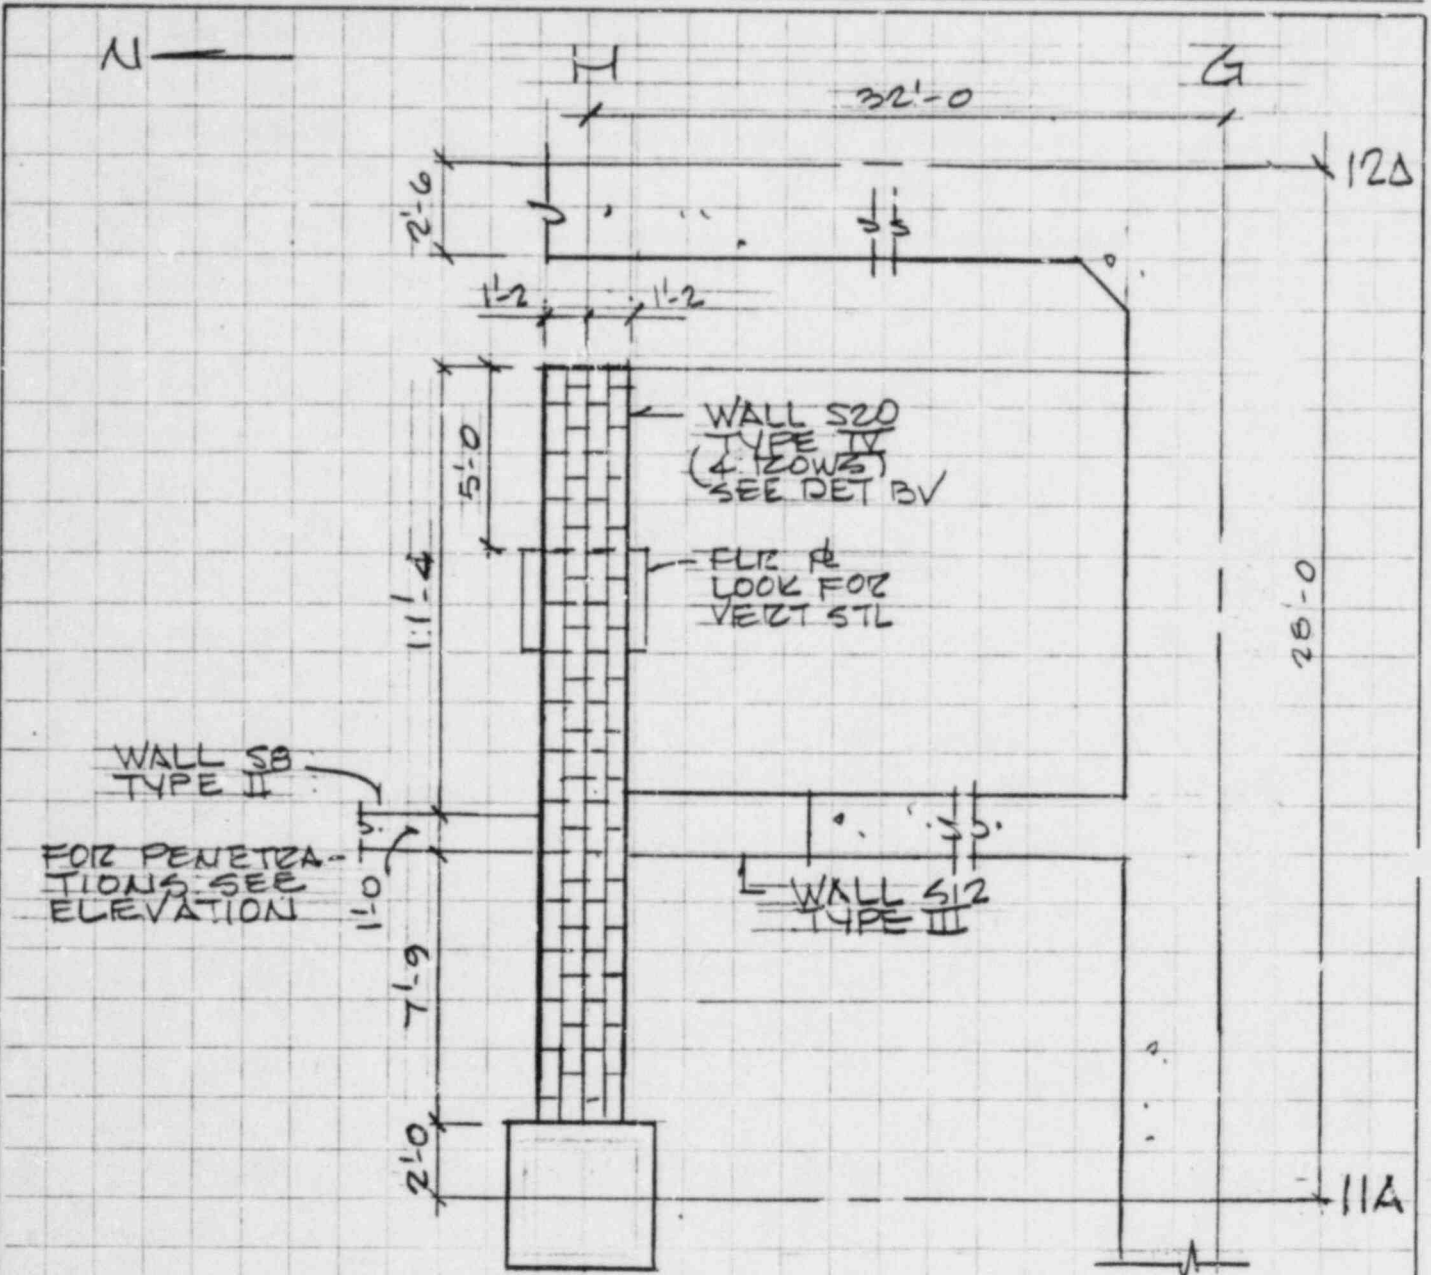 N
H
G
32'-0
12A
2'-6
1'-2
1'-2
WALL S20
TYPE IV
(4 ROWS)
SEE DET BV
5'-0
FLR PL
LOOK FOR
VERT STL
11'-4
28'-0
WALL S8
TYPE II
FOR PENETRA-
TIONS SEE
ELEVATION
1'-0
WALL S12
TYPE III
7'-9
2'-0
11A